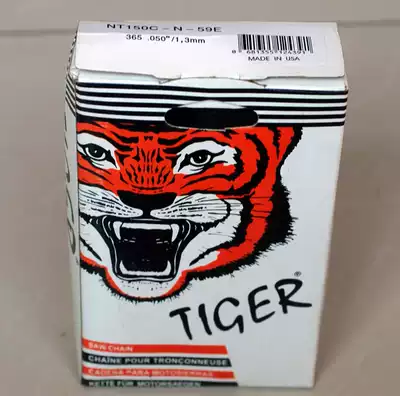 NT150C-N-59E
365 .050"/1,3mm
MADE IN USA
TIGER®
SAW CHAIN
CHAÎNE POUR TRONÇONNEUSE
CADENA PARA MOTOSIERRAS
KETTE FÜR MOTORSAEGEN